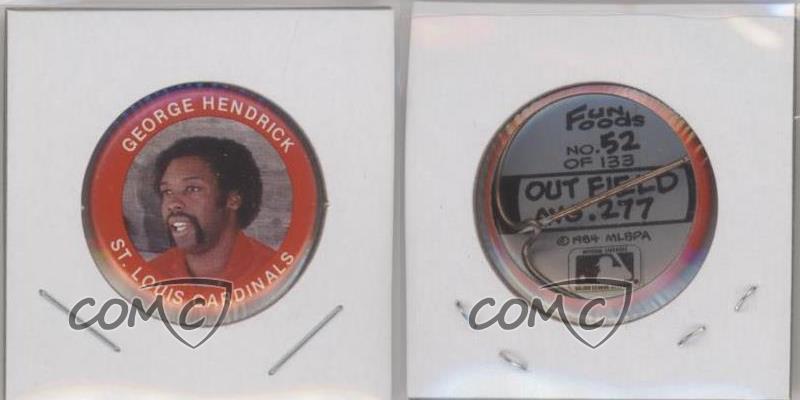 GEORGE HENDRICK
ST. LOUIS CARDINALS
COMC
Fun
Foods
NO. 52
OF 133
OUT FIELD
AVG. .277
© 1984 MLBPA
COMC